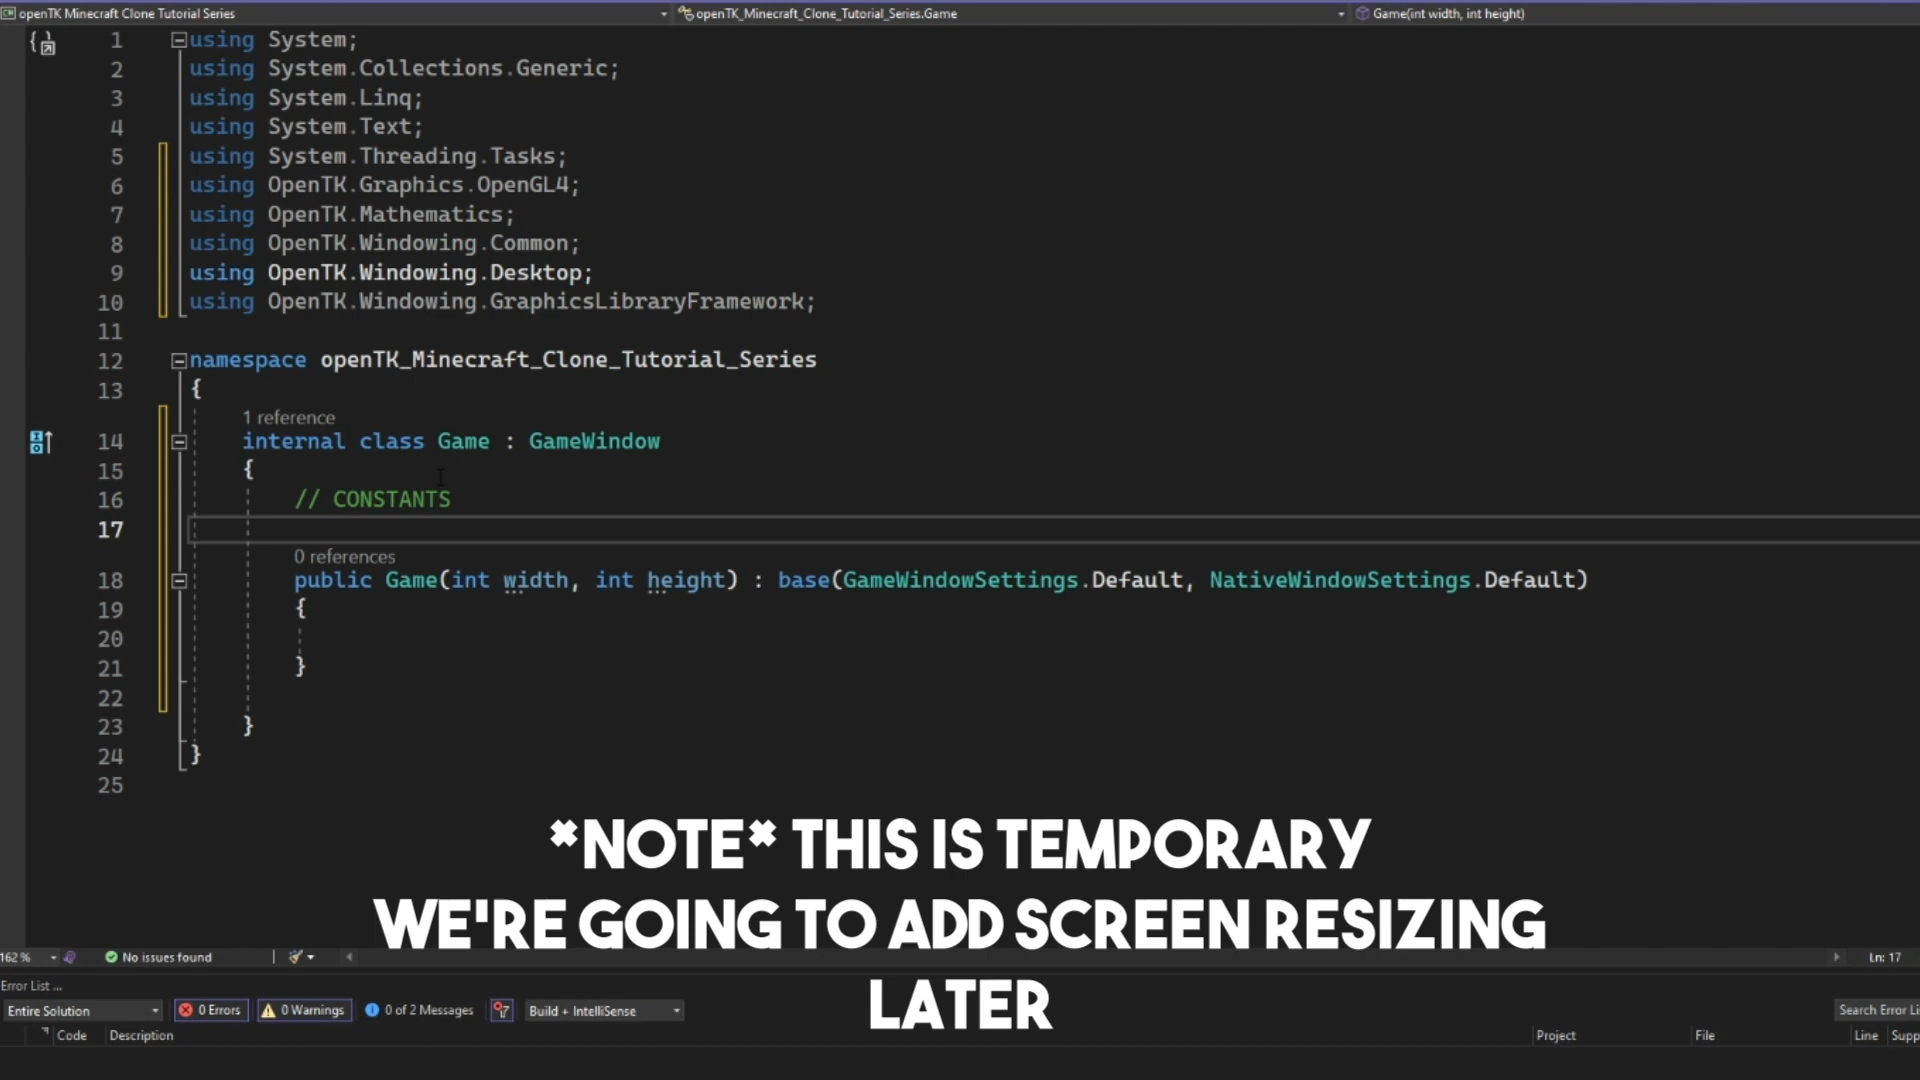 openTK Minecraft Clone Tutorial Series
openTK_Minecraft_Clone_Tutorial_Series.Game
Game(int width, int height)
1 using System;
2 using System.Collections.Generic;
3 using System.Linq;
4 using System.Text;
5 using System.Threading.Tasks;
6 using OpenTK.Graphics.OpenGL4;
7 using OpenTK.Mathematics;
8 using OpenTK.Windowing.Common;
9 using OpenTK.Windowing.Desktop;
10 using OpenTK.Windowing.GraphicsLibraryFramework;
11
12 namespace openTK_Minecraft_Clone_Tutorial_Series
13 {
1 reference
14 internal class Game : GameWindow
15 {
16 // CONSTANTS
17
0 references
18 public Game(int width, int height) : base(GameWindowSettings.Default, NativeWindowSettings.Default)
19 {
20
21 }
22
23 }
24 }
25
*NOTE* THIS IS TEMPORARY
WE'RE GOING TO ADD SCREEN RESIZING
LATER
162 % No issues found Ln: 17
Error List ...
Entire Solution 0 Errors 0 Warnings 0 of 2 Messages Build + IntelliSense Search Error Li
Code Description Project File Line Supp